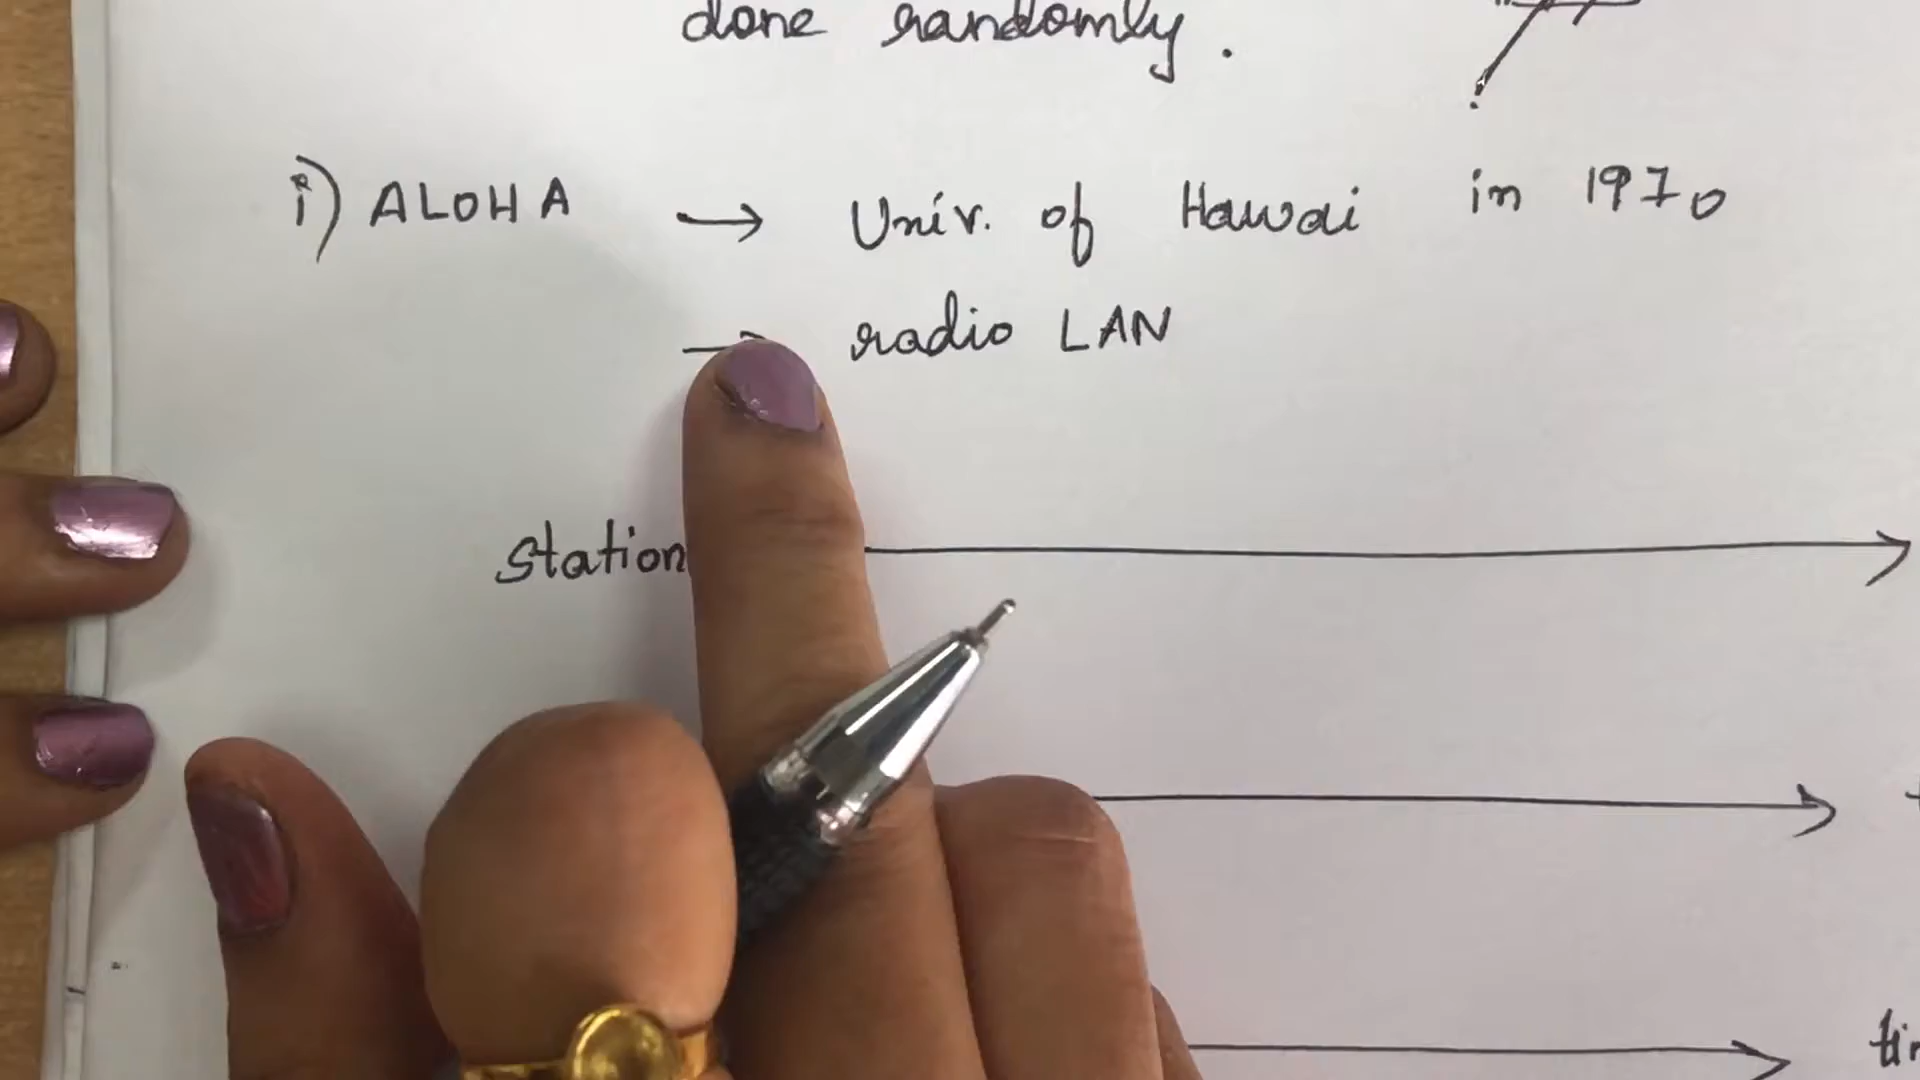 done randomly.
i) ALOHA → Univ. of Hawai in 1970
→ radio LAN
Station